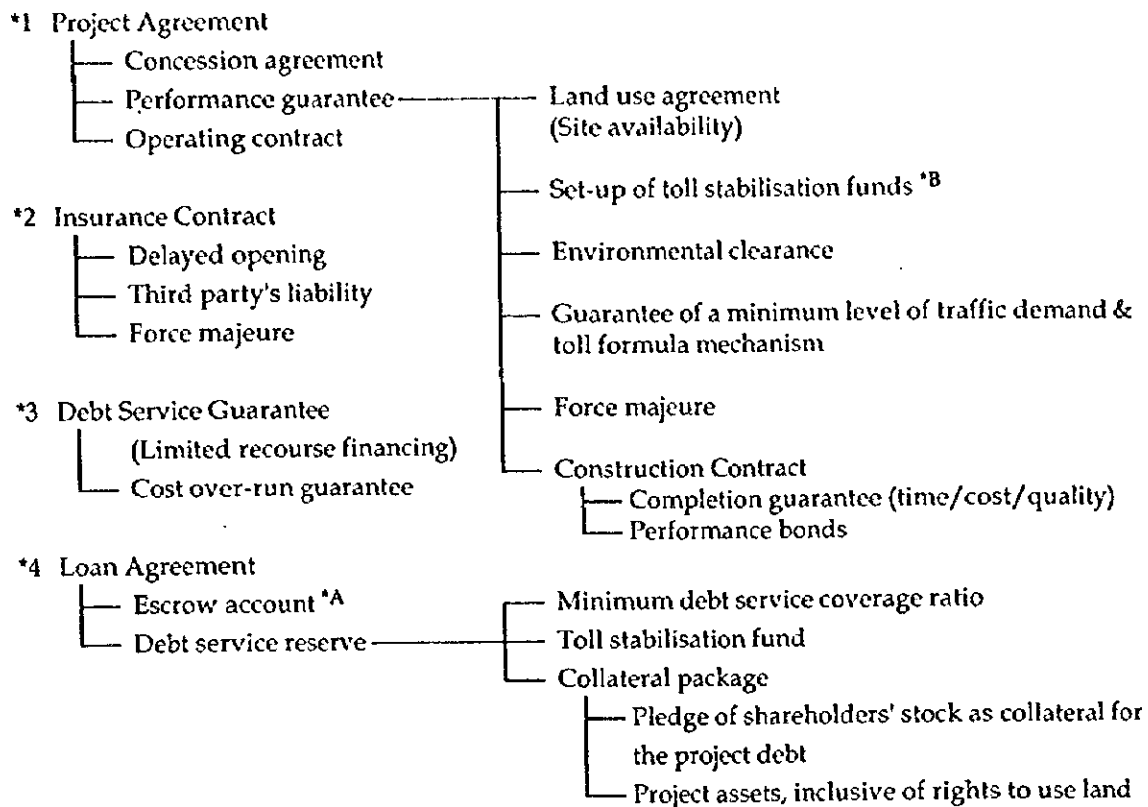 *1 Project Agreement
Concession agreement
Performance guarantee
Operating contract
Land use agreement
(Site availability)
Set-up of toll stabilisation funds *B
Environmental clearance
Guarantee of a minimum level of traffic demand &
toll formula mechanism
Force majeure
Construction Contract
Completion guarantee (time/cost/quality)
Performance bonds
*2 Insurance Contract
Delayed opening
Third party's liability
Force majeure
*3 Debt Service Guarantee
(Limited recourse financing)
Cost over-run guarantee
*4 Loan Agreement
Escrow account *A
Debt service reserve
Minimum debt service coverage ratio
Toll stabilisation fund
Collateral package
Pledge of shareholders' stock as collateral for
the project debt
Project assets, inclusive of rights to use land